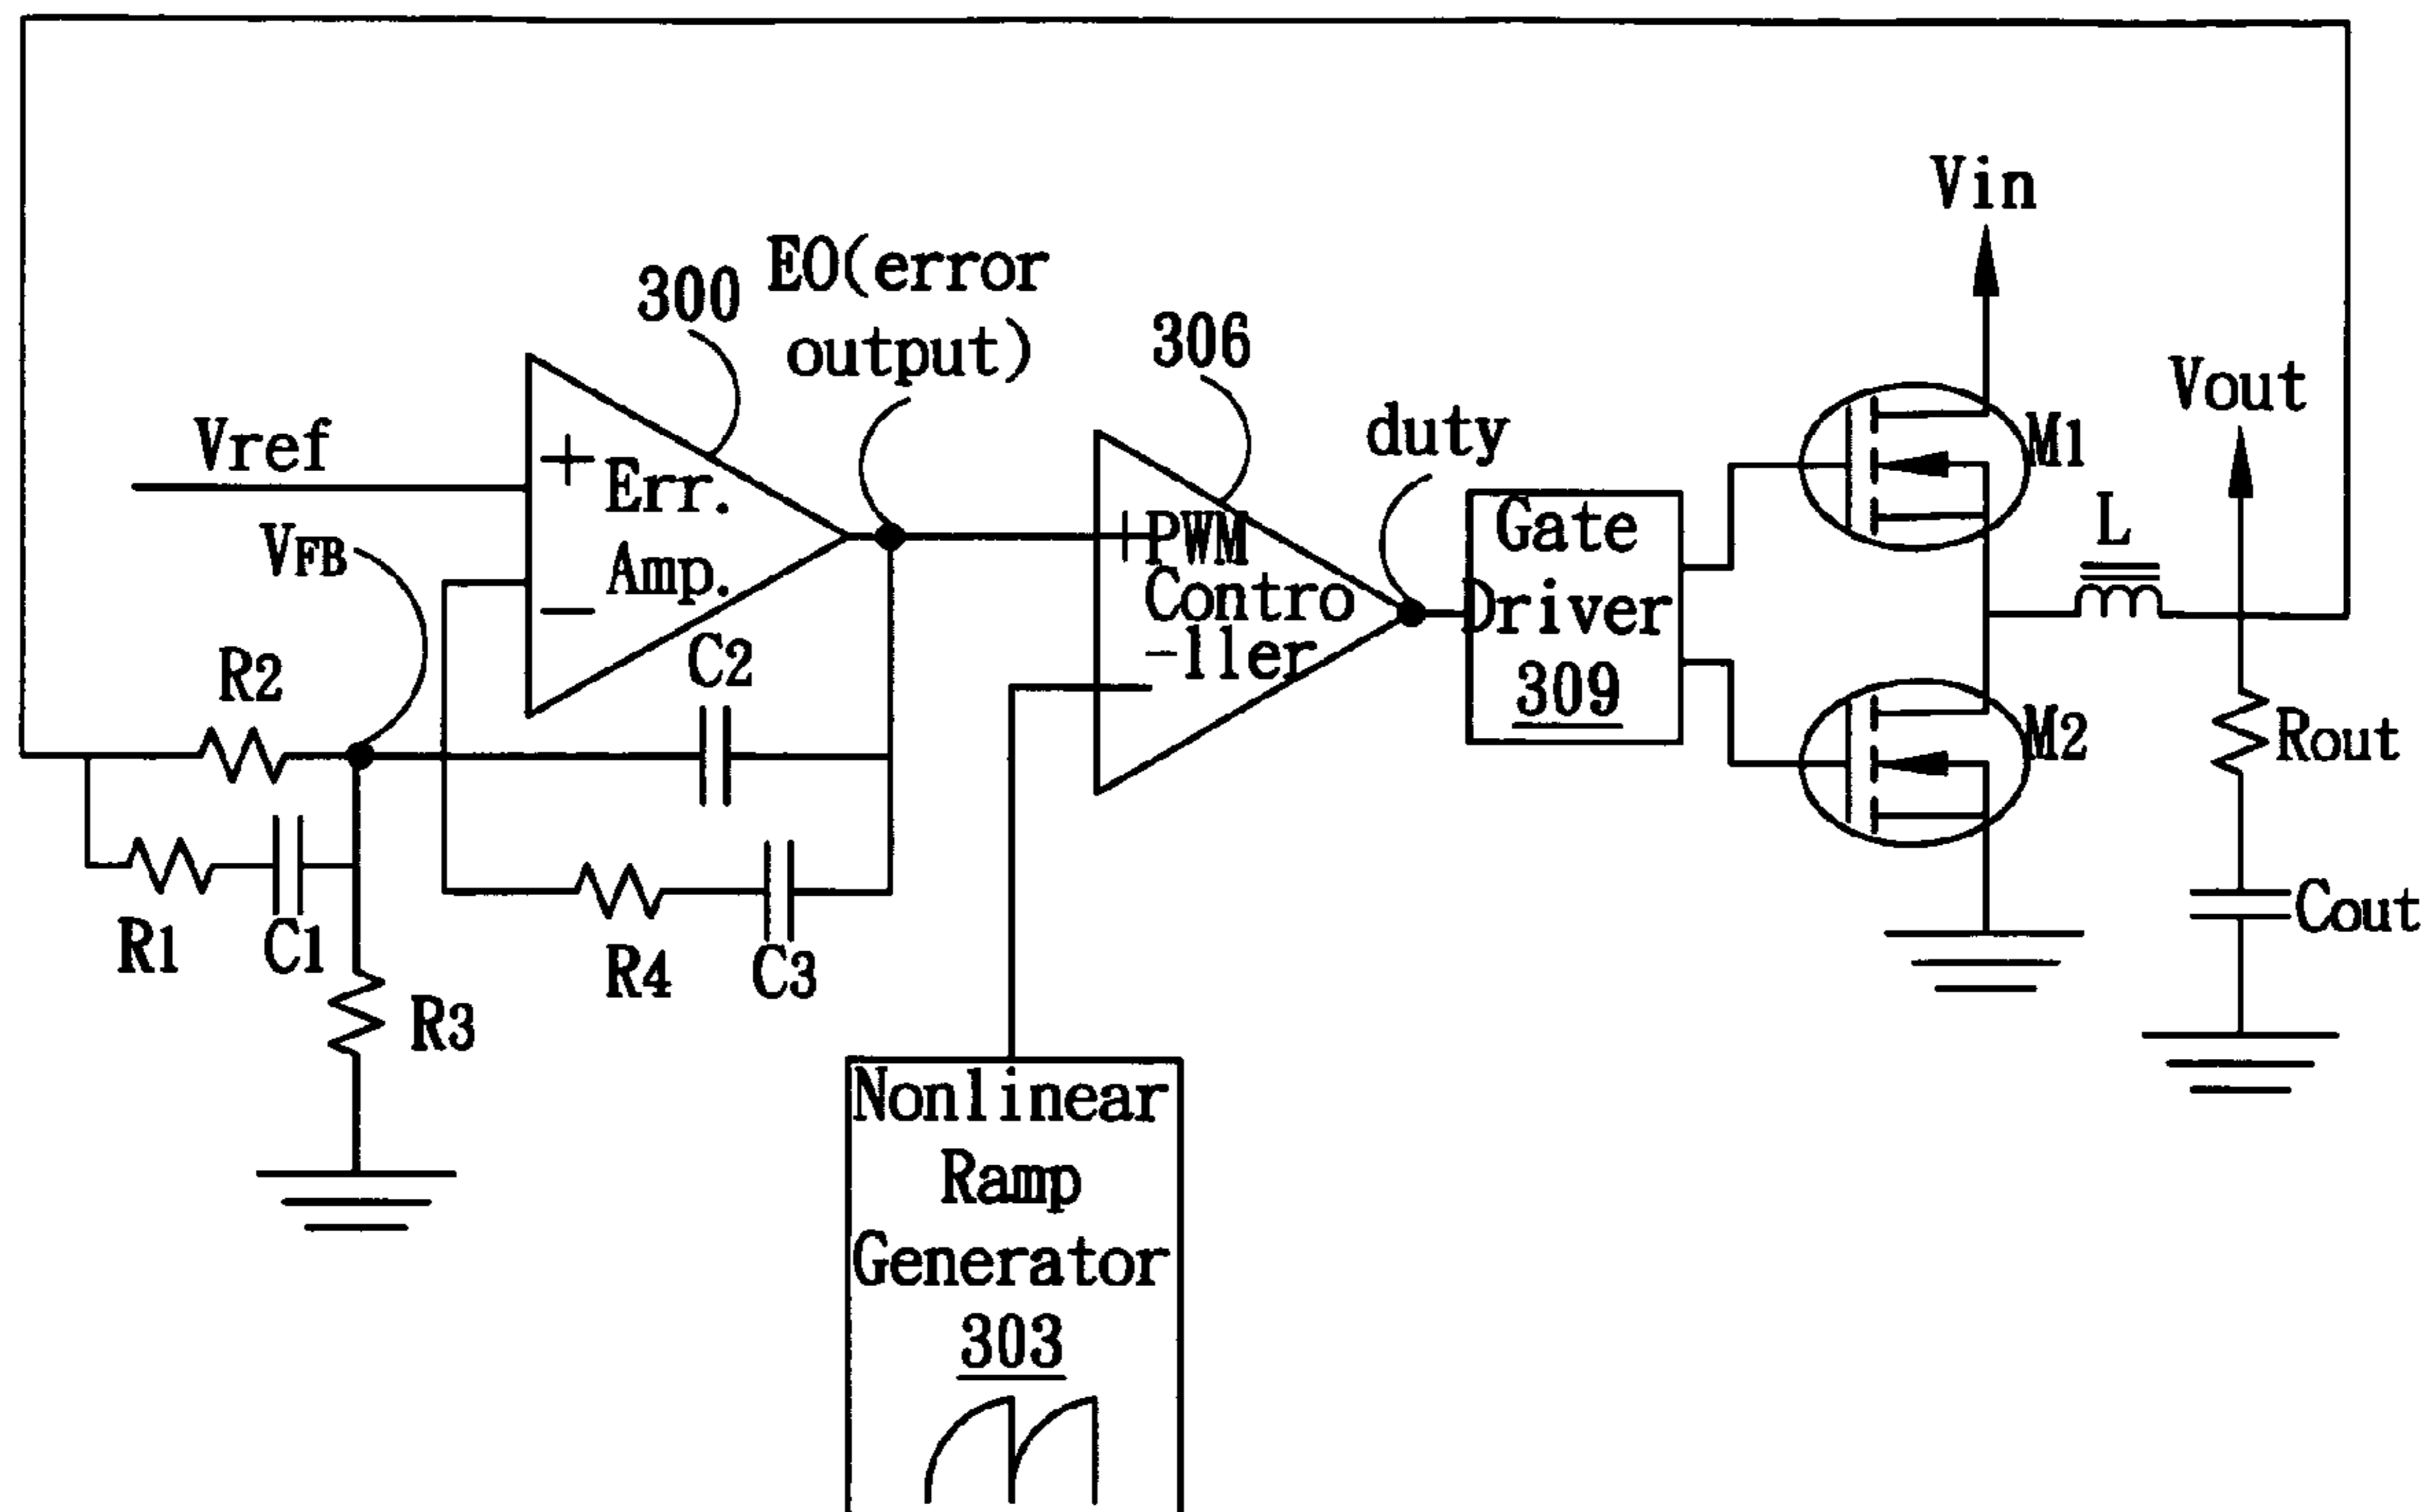 Vin
EO(error
output)
300
306
Vout
duty
Vref
+
Err.
Amp.
−
M1
VFB
+PWM
Contro
-ller
Gate
Driver
309
L
R2
C2
M2
Rout
R1
C1
R4
C3
Cout
R3
Nonlinear
Ramp
Generator
303